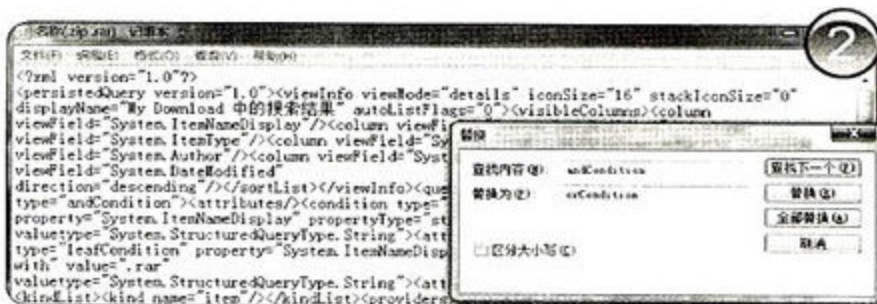 小名称(zip.rar) 记事本
②
文件(F) 编辑(E) 格式(O) 查看(V) 帮助(H)
<?xml version="1.0"?>
<persistedQuery version="1.0"><viewInfo viewMode="details" iconSize="16" stackIconSize="0"
displayName="My Download 中的搜索结果" autoListFlags="0"><visibleColumns><column
viewField="System.ItemNameDisplay"/><column viewFi
viewField="System.ItemType"/><column viewField="Sy
viewField="System.Author"/><column viewField="Syst
viewField="System.DateModified"
direction="descending"/></sortList></viewInfo><que
type="andCondition"><attributes/><condition type="
property="System.ItemNameDisplay" propertyType="st
valuetype="System.StructuredQueryType.String"><att
type="leafCondition" property="System.ItemNameDisp
with" value=".rar"
valuetype="System.StructuredQueryType.String"><att
<kindList><kind name="item"/></kindList><providers
替换
查找内容(N): andCondition
查找下一个(F)
替换为(P): orCondition
替换(R)
全部替换(A)
取消
区分大小写(C)